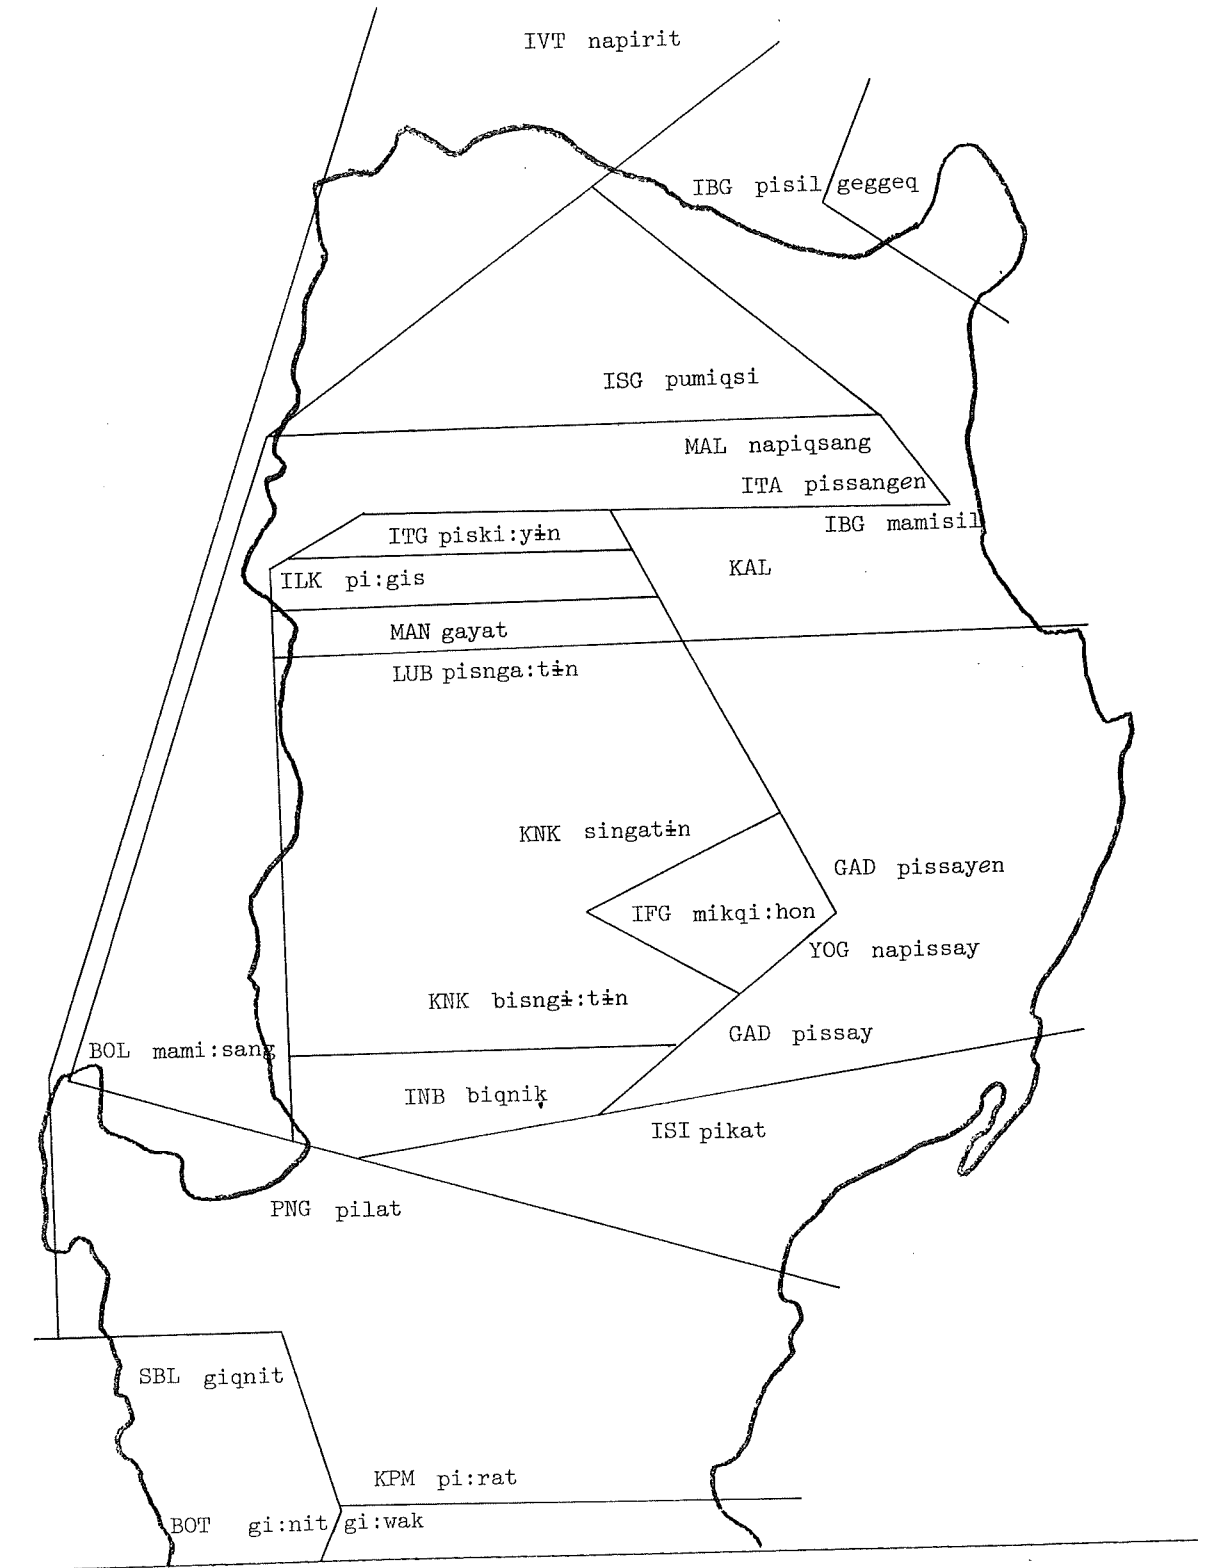 IVT napirit
IBG pisil geggeq
ISG pumiqsi
MAL napiqsang
ITA pissangen
IBG mamisil
ITG piski:yɨn
KAL
ILK pi:gis
MAN gayat
LUB pisnga:tɨn
KNK singatɨn
GAD pissayen
IFG mikqi:hon
YOG napissay
KNK bisngɨ:tɨn
GAD pissay
BOL mami:sang
INB biqnik
ISI pikat
PNG pilat
SBL giqnit
KPM pi:rat
BOT gi:nit gi:wak